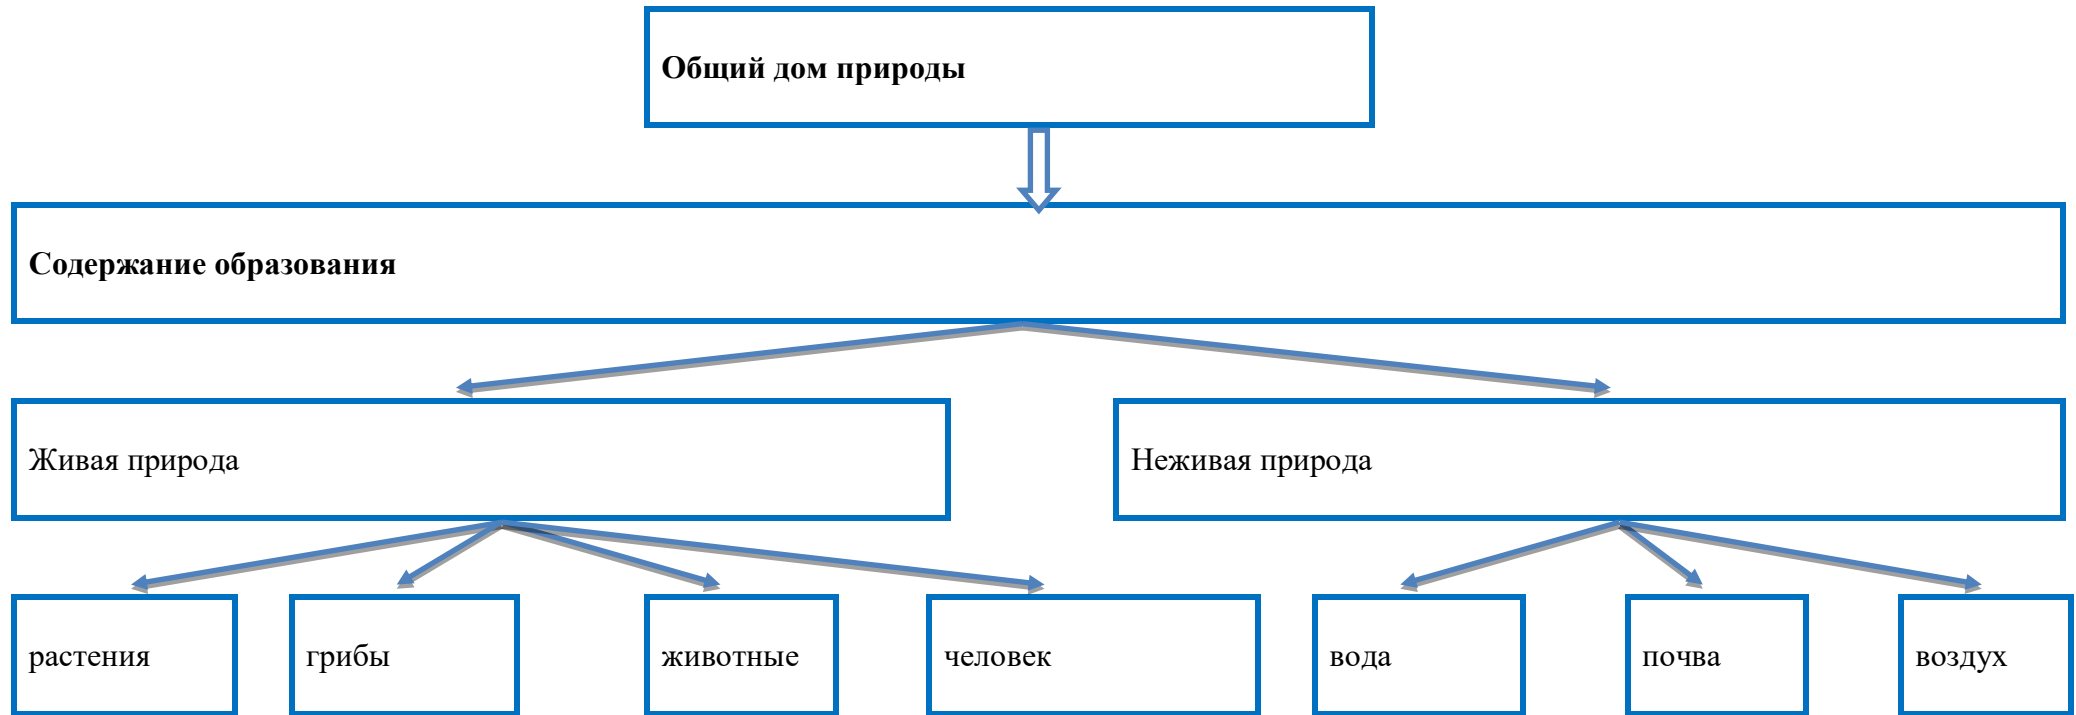 Общий дом природы
Содержание образования
Живая природа
Неживая природа
растения
грибы
животные
человек
вода
почва
воздух